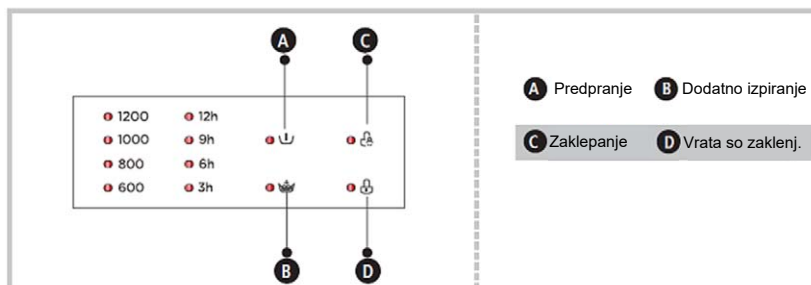 A C
1200 12h
1000 9h
800 6h
600 3h
B D
A Predpranje B Dodatno izpiranje
C Zaklepanje D Vrata so zaklenj.